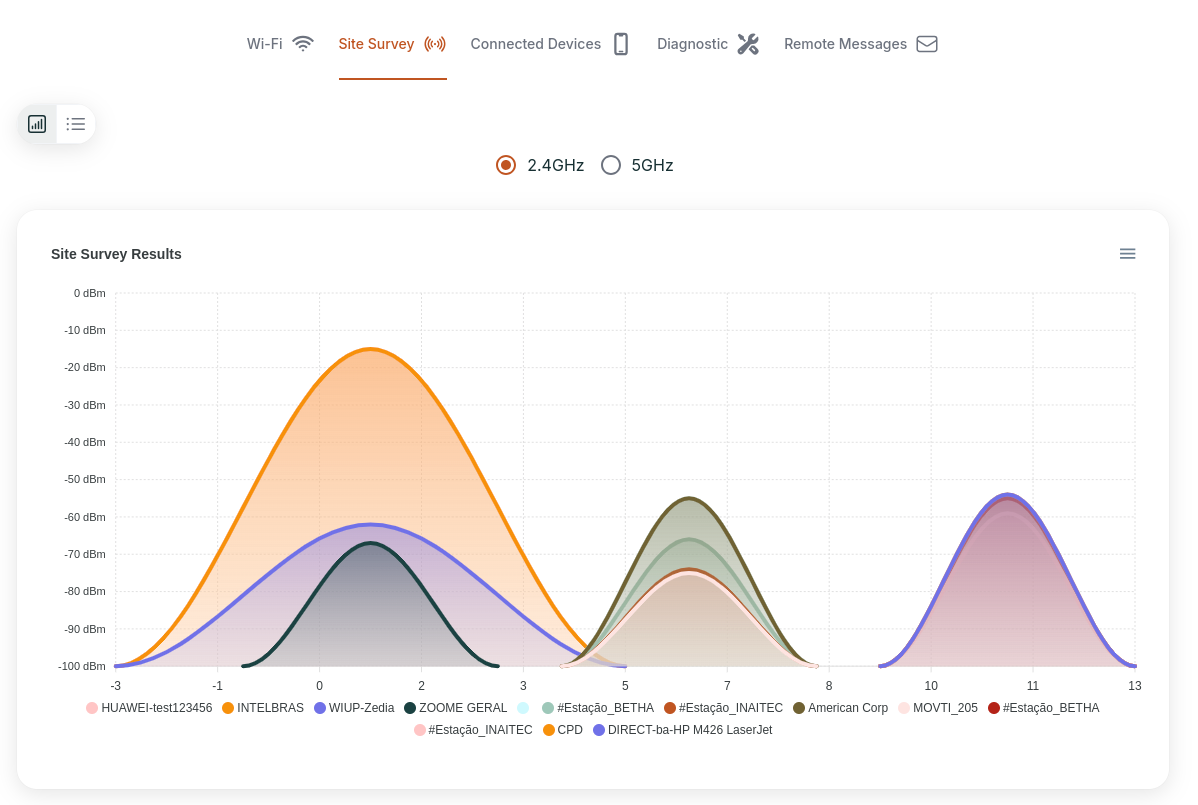 Wi-Fi Site Survey Connected Devices Diagnostic Remote Messages
2.4GHz 5GHz
Site Survey Results
0 dBm
-10 dBm
-20 dBm
-30 dBm
-40 dBm
-50 dBm
-60 dBm
-70 dBm
-80 dBm
-90 dBm
-100 dBm
-3 -1 0 2 3 5 7 8 10 11 13
HUAWEI-test123456 INTELBRAS WIUP-Zedia ZOOME GERAL #Estação_BETHA #Estação_INAITEC American Corp MOVTI_205 #Estação_BETHA
#Estação_INAITEC CPD DIRECT-ba-HP M426 LaserJet